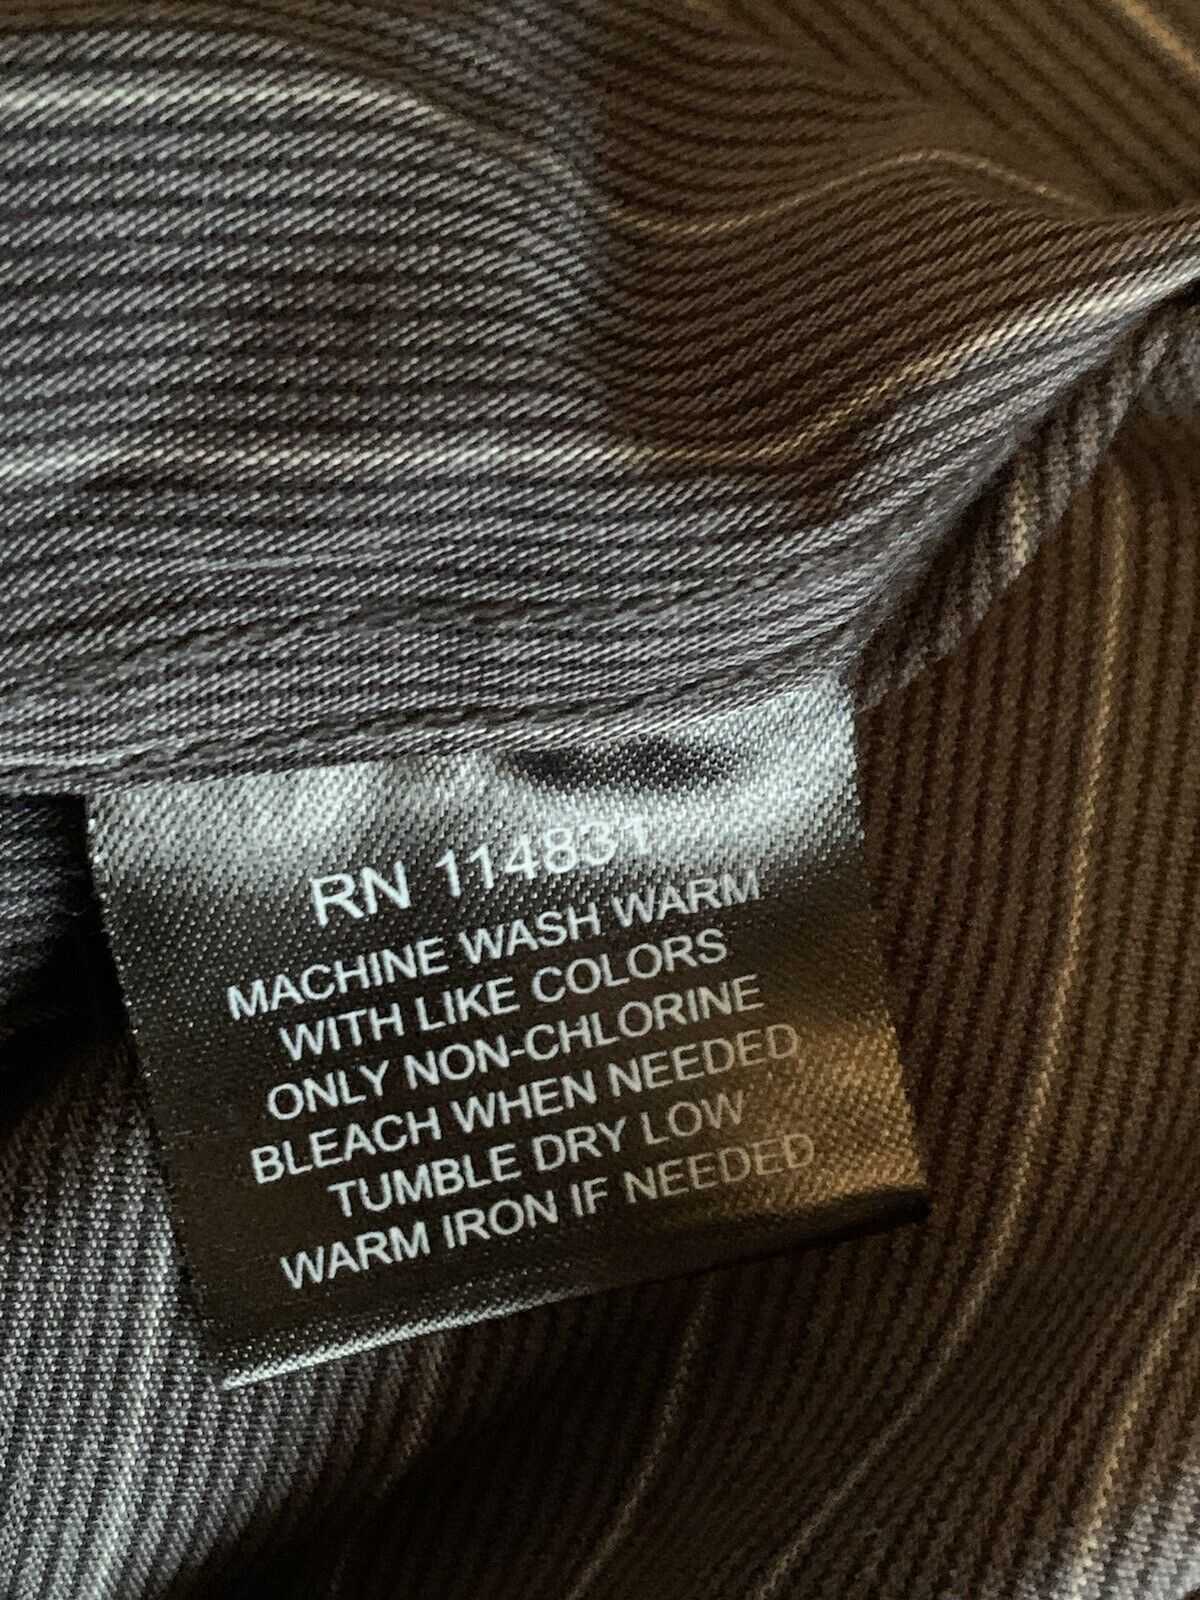 RN 114831
MACHINE WASH WARM
WITH LIKE COLORS
ONLY NON-CHLORINE
BLEACH WHEN NEEDED
TUMBLE DRY LOW
WARM IRON IF NEEDED